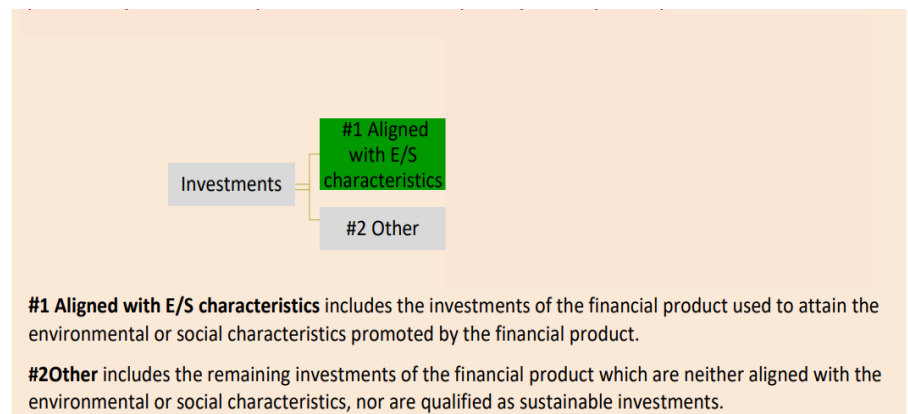 #1 Aligned
with E/S
characteristics
Investments
#2 Other
#1 Aligned with E/S characteristics includes the investments of the financial product used to attain the
environmental or social characteristics promoted by the financial product.
#2Other includes the remaining investments of the financial product which are neither aligned with the
environmental or social characteristics, nor are qualified as sustainable investments.